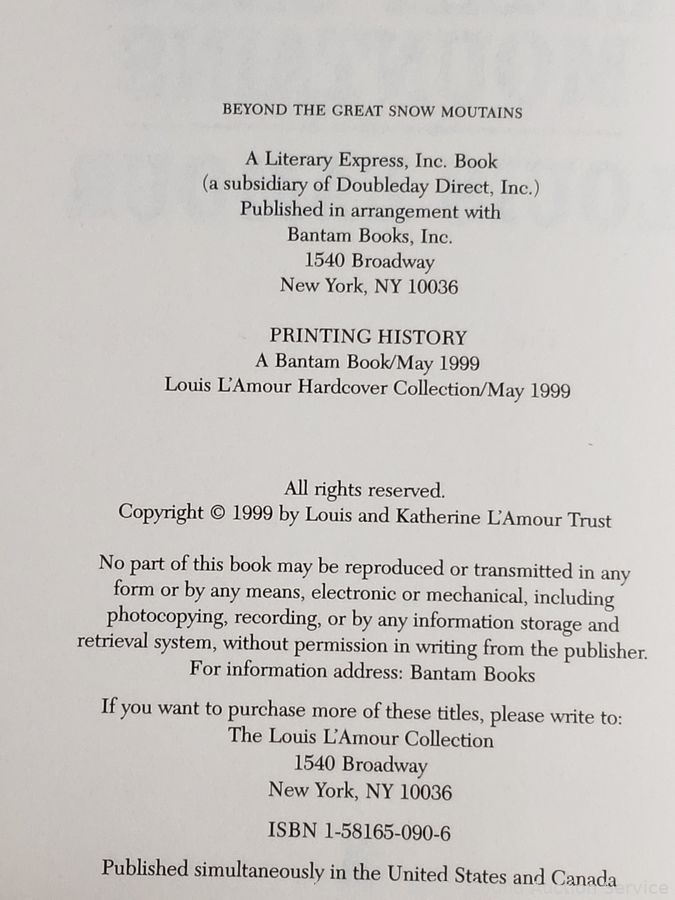 BEYOND THE GREAT SNOW MOUTAINS
A Literary Express, Inc. Book
(a subsidiary of Doubleday Direct, Inc.)
Published in arrangement with
Bantam Books, Inc.
1540 Broadway
New York, NY 10036
PRINTING HISTORY
A Bantam Book/May 1999
Louis L'Amour Hardcover Collection/May 1999
All rights reserved.
Copyright © 1999 by Louis and Katherine L'Amour Trust
No part of this book may be reproduced or transmitted in any
form or by any means, electronic or mechanical, including
photocopying, recording, or by any information storage and
retrieval system, without permission in writing from the publisher.
For information address: Bantam Books
If you want to purchase more of these titles, please write to:
The Louis L'Amour Collection
1540 Broadway
New York, NY 10036
ISBN 1-58165-090-6
Published simultaneously in the United States and Canada
Auction Service